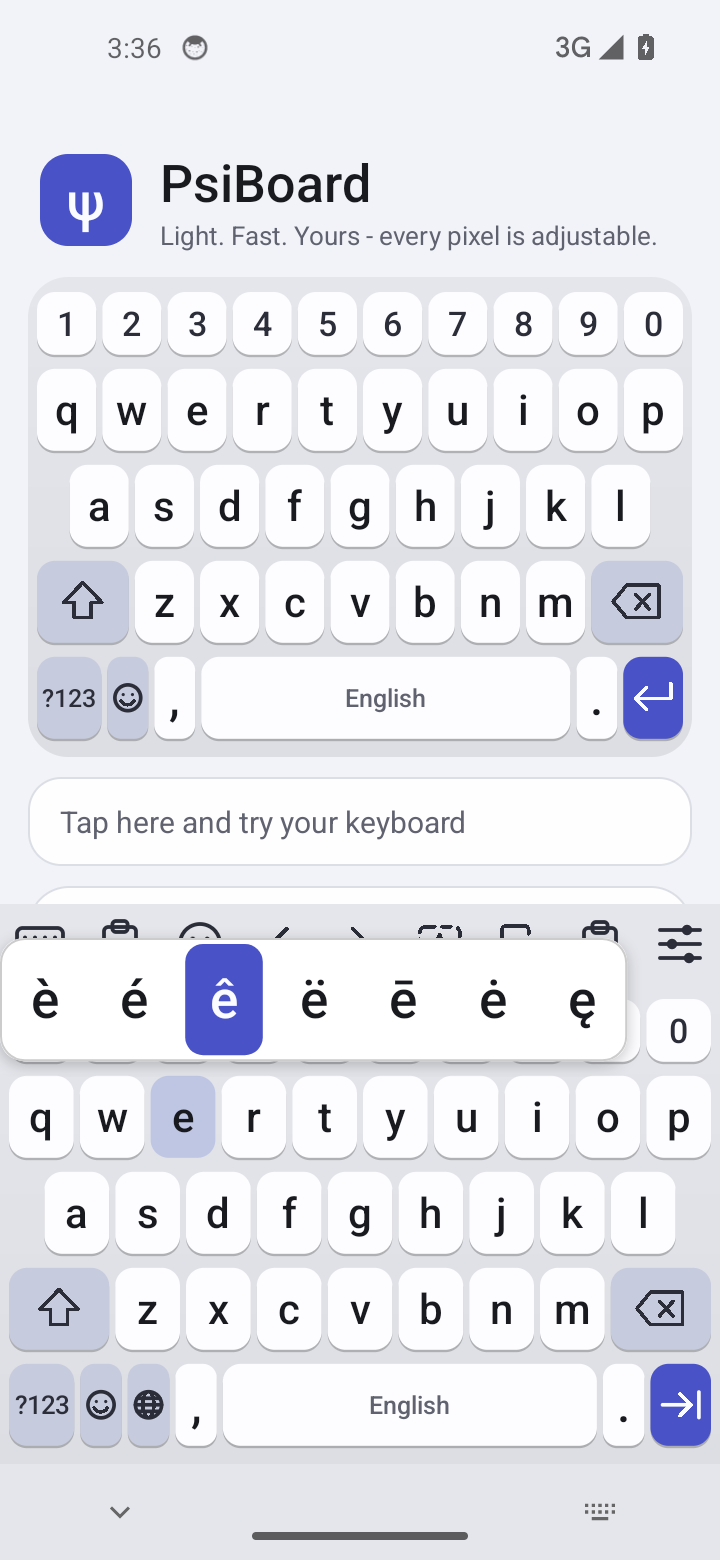 3:36
3G
ψ
PsiBoard
Light. Fast. Yours - every pixel is adjustable.
1 2 3 4 5 6 7 8 9 0
q w e r t y u i o p
a s d f g h j k l
z x c v b n m
?123 , English .
Tap here and try your keyboard
è é ê ë ē ė ę
0
q w e r t y u i o p
a s d f g h j k l
z x c v b n m
?123 , English .